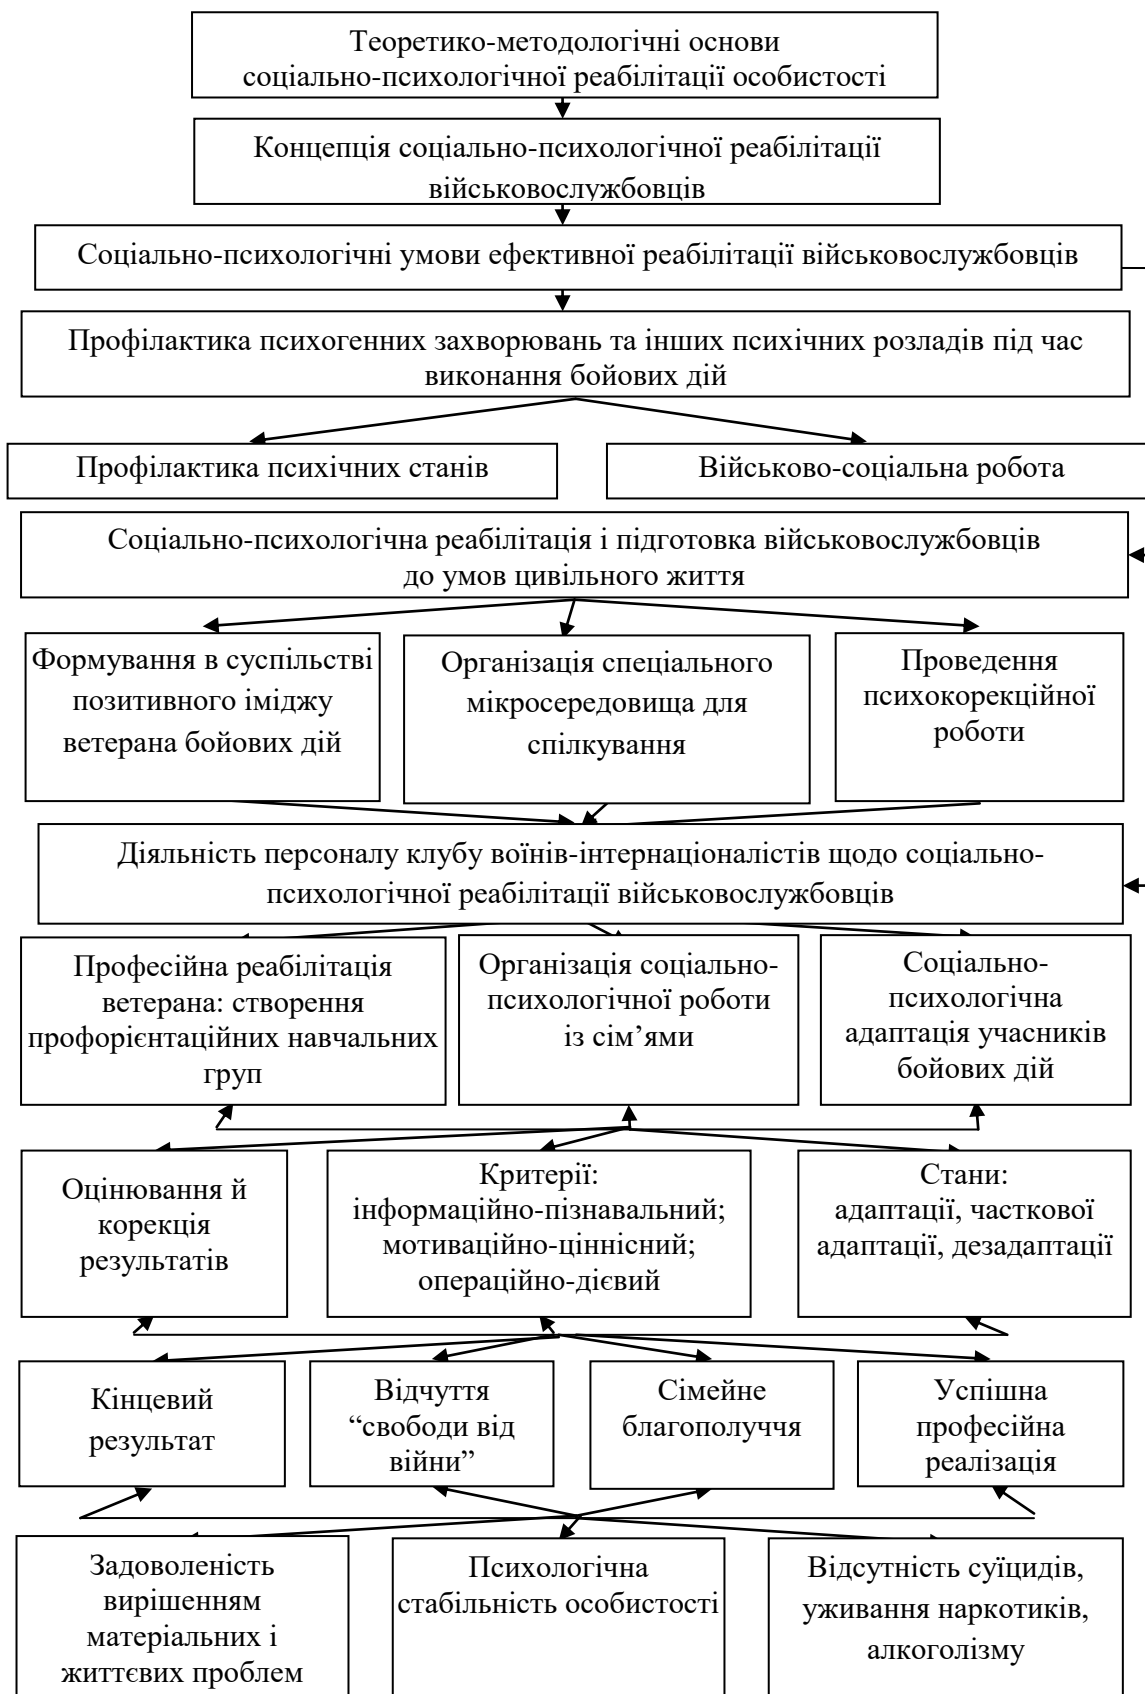 Теоретико-методологічні основи
соціально-психологічної реабілітації особистості
Концепція соціально-психологічної реабілітації
військовослужбовців
Соціально-психологічні умови ефективної реабілітації військовослужбовців
Профілактика психогенних захворювань та інших психічних розладів під час
виконання бойових дій
Профілактика психічних станів
Військово-соціальна робота
Соціально-психологічна реабілітація і підготовка військовослужбовців
до умов цивільного життя
Формування в суспільстві
позитивного іміджу
ветерана бойових дій
Організація спеціального
мікросередовища для
спілкування
Проведення
психокорекційної
роботи
Діяльність персоналу клубу воїнів-інтернаціоналістів щодо соціально-
психологічної реабілітації військовослужбовців
Професійна реабілітація
ветерана: створення
профорієнтаційних навчальних
груп
Організація соціально-
психологічної роботи
із сім’ями
Соціально-
психологічна
адаптація учасників
бойових дій
Оцінювання й
корекція
результатів
Критерії:
інформаційно-пізнавальний;
мотиваційно-ціннісний;
операційно-дієвий
Стани:
адаптації, часткової
адаптації, дезадаптації
Кінцевий
результат
Відчуття
“свободи від
війни”
Сімейне
благополуччя
Успішна
професійна
реалізація
Задоволеність
вирішенням
матеріальних і
життєвих проблем
Психологічна
стабільність особистості
Відсутність суїцидів,
уживання наркотиків,
алкоголізму